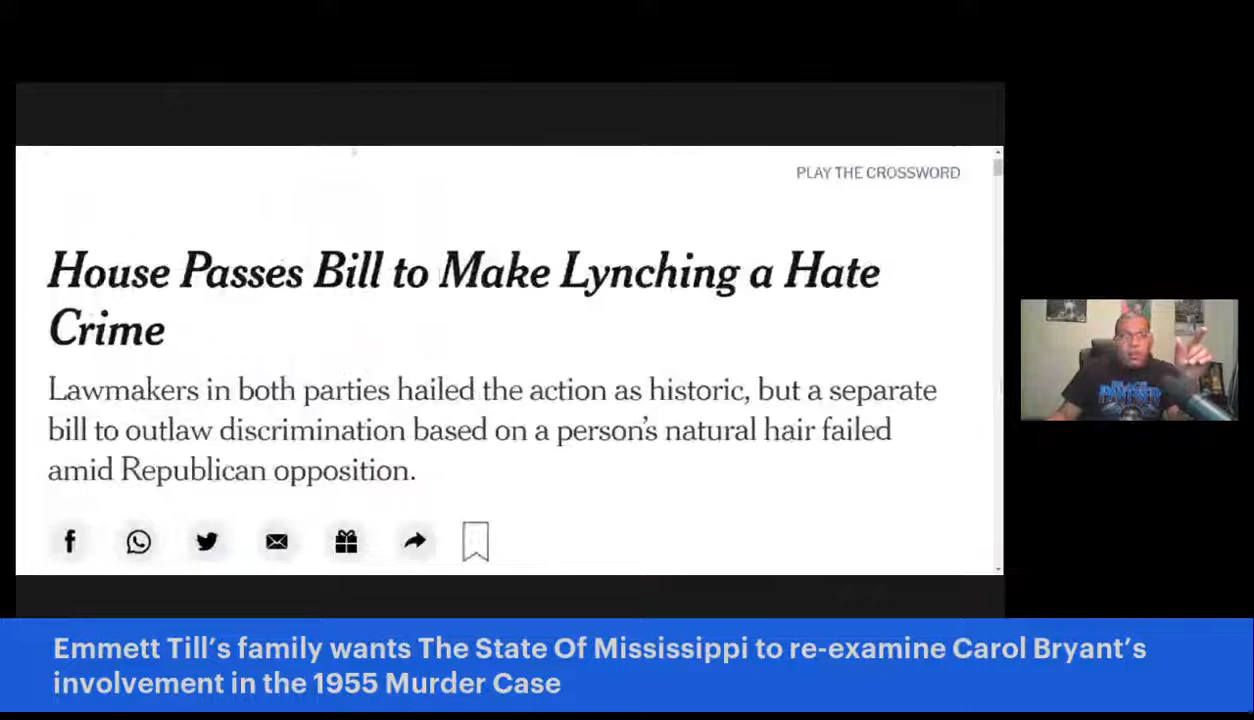 PLAY THE CROSSWORD
House Passes Bill to Make Lynching a Hate
Crime
Lawmakers in both parties hailed the action as historic, but a separate
bill to outlaw discrimination based on a person’s natural hair failed
amid Republican opposition.
BLACK
PANTHER
Emmett Till’s family wants The State Of Mississippi to re-examine Carol Bryant’s
involvement in the 1955 Murder Case